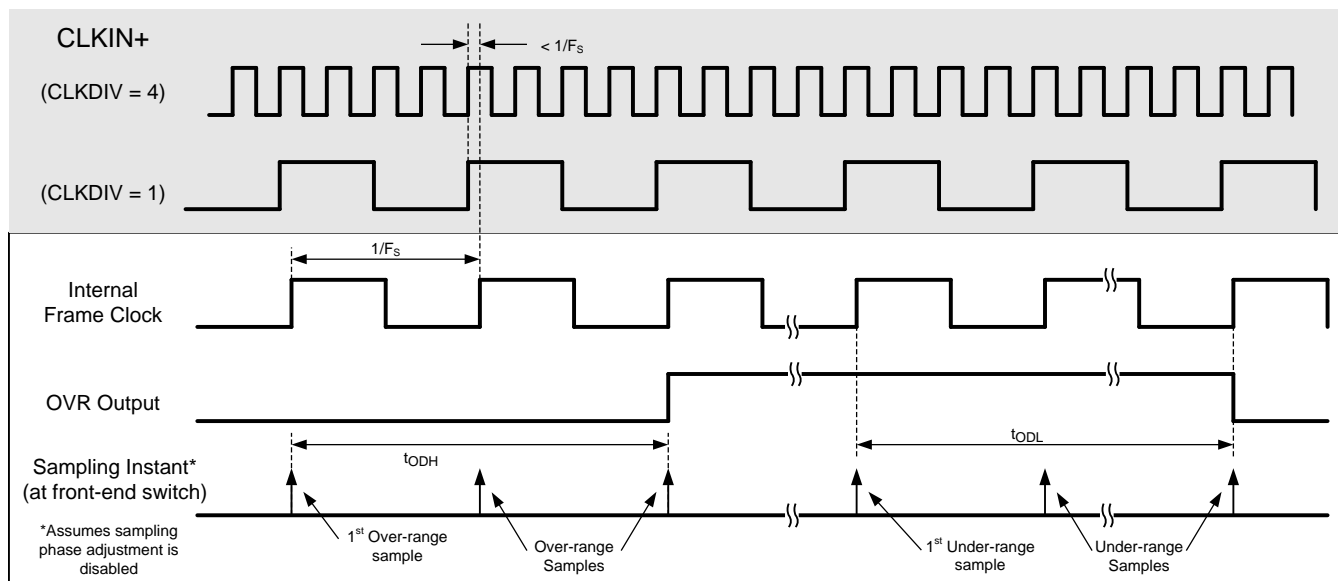 CLKIN+
< 1/FS
(CLKDIV = 4)
(CLKDIV = 1)
1/FS
Internal
Frame Clock
OVR Output
tODH
tODL
Sampling Instant*
(at front-end switch)
*Assumes sampling
phase adjustment is
disabled
1st Over-range
sample
Over-range
Samples
1st Under-range
sample
Under-range
Samples